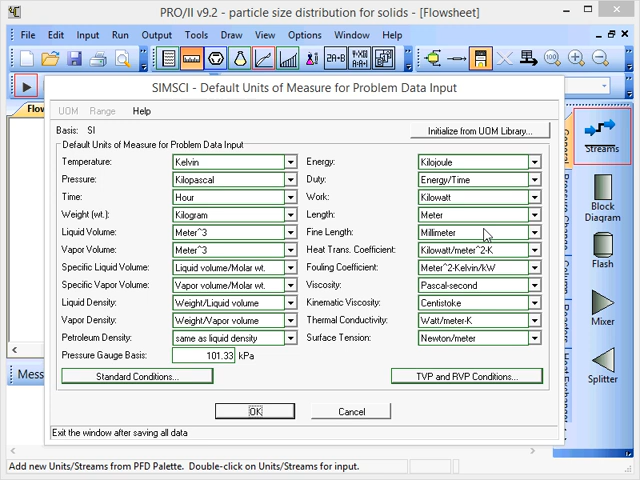 PRO/II v9.2 - particle size distribution for solids - [Flowsheet]
File Edit Input Run Output Tools Draw View Options Window Help
2A+B
SIMSCI - Default Units of Measure for Problem Data Input
UOM Range Help
Basis: SI
Initialize from UOM Library...
Default Units of Measure for Problem Data Input
Temperature: Kelvin Energy: Kilojoule
Pressure: Kilopascal Duty: Energy/Time
Time: Hour Work: Kilowatt
Weight (wt.): Kilogram Length: Meter
Liquid Volume: Meter^3 Fine Length: Millimeter
Vapor Volume: Meter^3 Heat Trans. Coefficient: Kilowatt/meter^2-K
Specific Liquid Volume: Liquid volume/Molar wt. Fouling Coefficient: Meter^2-Kelvin/kW
Specific Vapor Volume: Vapor volume/Molar wt. Viscosity: Pascal-second
Liquid Density: Weight/Liquid volume Kinematic Viscosity: Centistoke
Vapor Density: Weight/Vapor volume Thermal Conductivity: Watt/meter-K
Petroleum Density: same as liquid density Surface Tension: Newton/meter
Pressure Gauge Basis: 101.33 kPa
Standard Conditions... TVP and RVP Conditions...
OK Cancel
Exit the window after saving all data
Flow
Mess
General
Pressure Change
Column
Reactors
Heat Exchanger
Streams
Block
Diagram
Flash
Mixer
Splitter
Add new Units/Streams from PFD Palette. Double-click on Units/Streams for input.